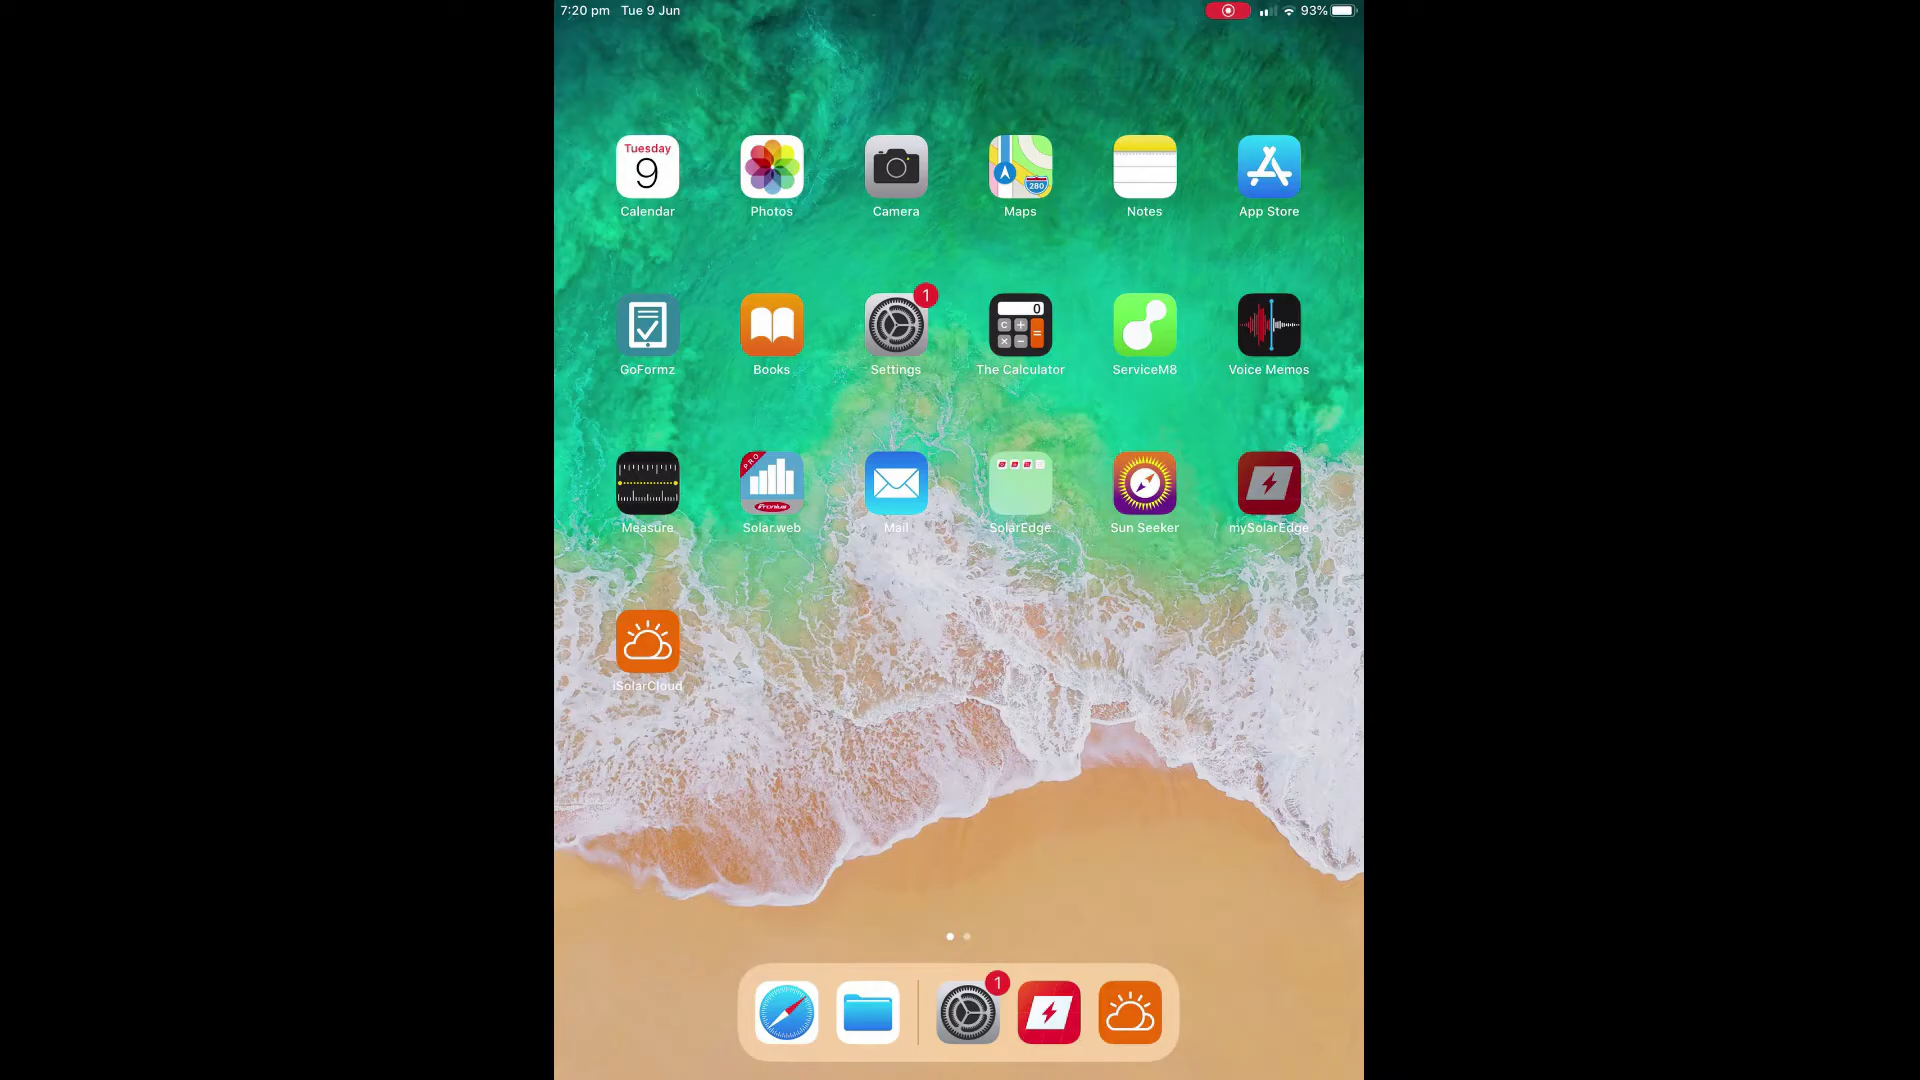 7:20 pm Tue 9 Jun
93%
Tuesday
9
280
Calendar Photos Camera Maps Notes App Store
1
0
C + = × −
GoFormz Books Settings The Calculator ServiceM8 Voice Memos
PRO
Fronius
Measure Solar.web Mail SolarEdge Sun Seeker mySolarEdge
iSolarCloud
1